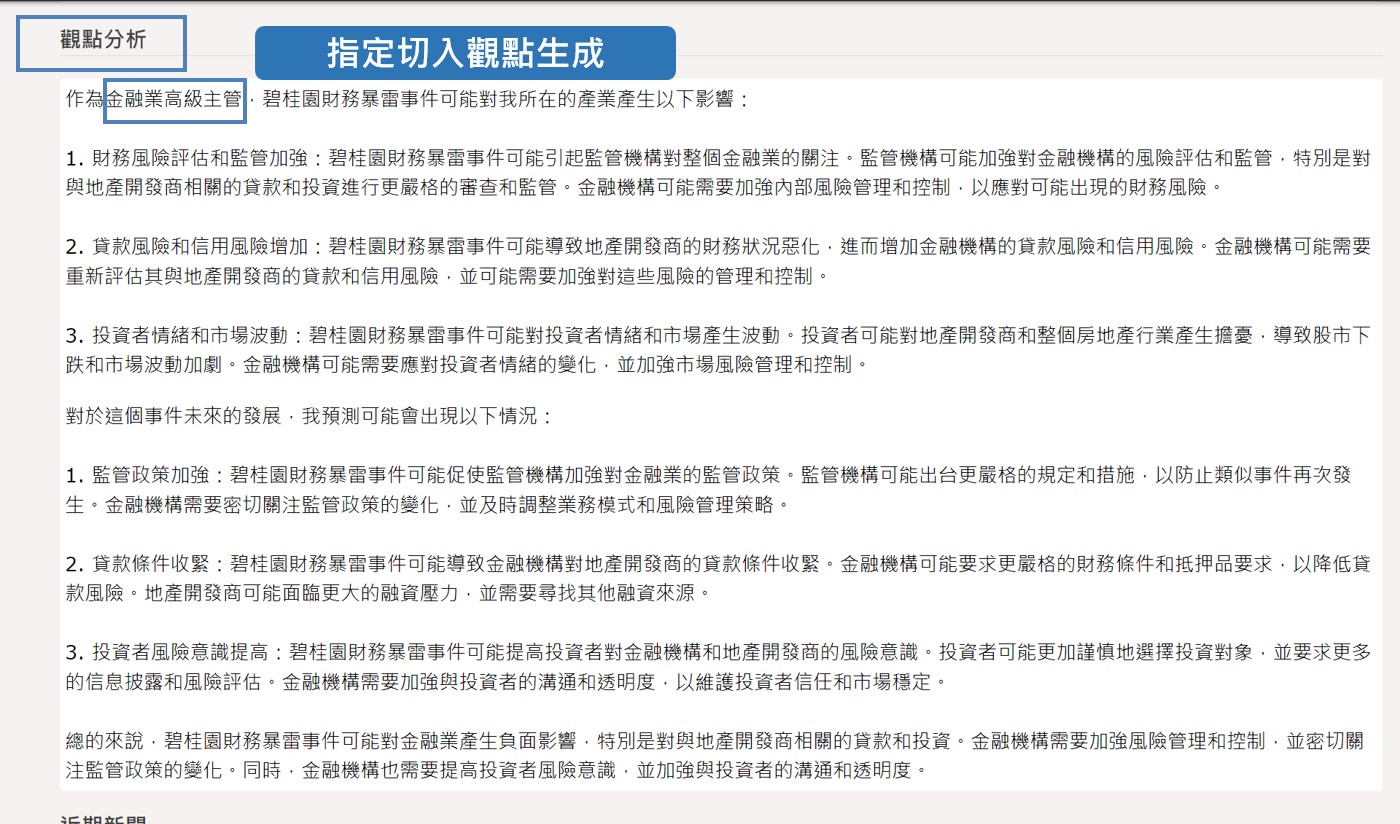 觀點分析
指定切入觀點生成
作為金融業高級主管，碧桂園財務暴雷事件可能對我所在的產業產生以下影響：
1. 財務風險評估和監管加強：碧桂園財務暴雷事件可能引起監管機構對整個金融業的關注。監管機構可能加強對金融機構的風險評估和監管，特別是對
與地產開發商相關的貸款和投資進行更嚴格的審查和監管。金融機構可能需要加強內部風險管理和控制，以應對可能出現的財務風險。
2. 貸款風險和信用風險增加：碧桂園財務暴雷事件可能導致地產開發商的財務狀況惡化，進而增加金融機構的貸款風險和信用風險。金融機構可能需要
重新評估其與地產開發商的貸款和信用風險，並可能需要加強對這些風險的管理和控制。
3. 投資者情緒和市場波動：碧桂園財務暴雷事件可能對投資者情緒和市場產生波動。投資者可能對地產開發商和整個房地產行業產生擔憂，導致股市下
跌和市場波動加劇。金融機構可能需要應對投資者情緒的變化，並加強市場風險管理和控制。
對於這個事件未來的發展，我預測可能會出現以下情況：
1. 監管政策加強：碧桂園財務暴雷事件可能促使監管機構加強對金融業的監管政策。監管機構可能出台更嚴格的規定和措施，以防止類似事件再次發
生。金融機構需要密切關注監管政策的變化，並及時調整業務模式和風險管理策略。
2. 貸款條件收緊：碧桂園財務暴雷事件可能導致金融機構對地產開發商的貸款條件收緊。金融機構可能要求更嚴格的財務條件和抵押品要求，以降低貸
款風險。地產開發商可能面臨更大的融資壓力，並需要尋找其他融資來源。
3. 投資者風險意識提高：碧桂園財務暴雷事件可能提高投資者對金融機構和地產開發商的風險意識。投資者可能更加謹慎地選擇投資對象，並要求更多
的信息披露和風險評估。金融機構需要加強與投資者的溝通和透明度，以維護投資者信任和市場穩定。
總的來說，碧桂園財務暴雷事件可能對金融業產生負面影響，特別是對與地產開發商相關的貸款和投資。金融機構需要加強風險管理和控制，並密切關
注監管政策的變化。同時，金融機構也需要提高投資者風險意識，並加強與投資者的溝通和透明度。
近期新聞